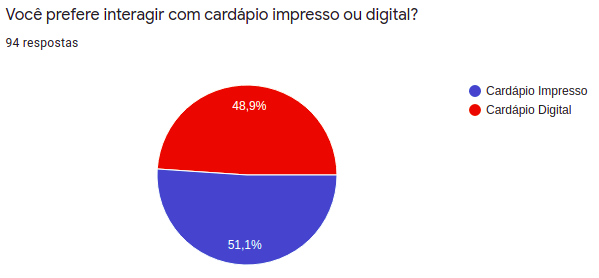 Você prefere interagir com cardápio impresso ou digital?
94 respostas
48,9%
51,1%
Cardápio Impresso
Cardápio Digital